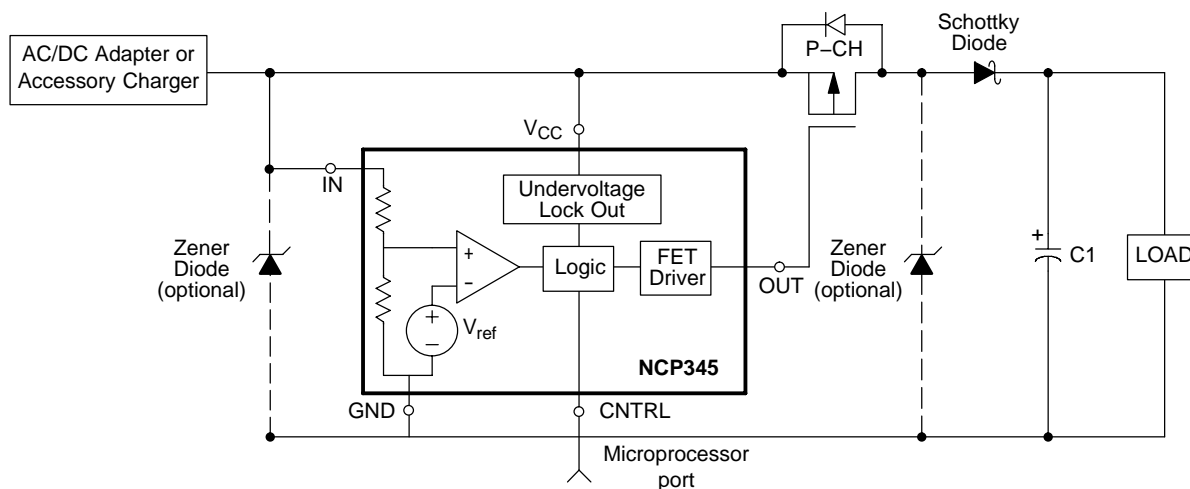 AC/DC Adapter or
Accessory Charger
P–CH
Schottky
Diode
VCC
IN
Undervoltage
Lock Out
Zener
Diode
(optional)
+
–
Logic
FET
Driver
OUT
Zener
Diode
(optional)
+
C1
LOAD
+
–
Vref
NCP345
GND
CNTRL
Microprocessor
port